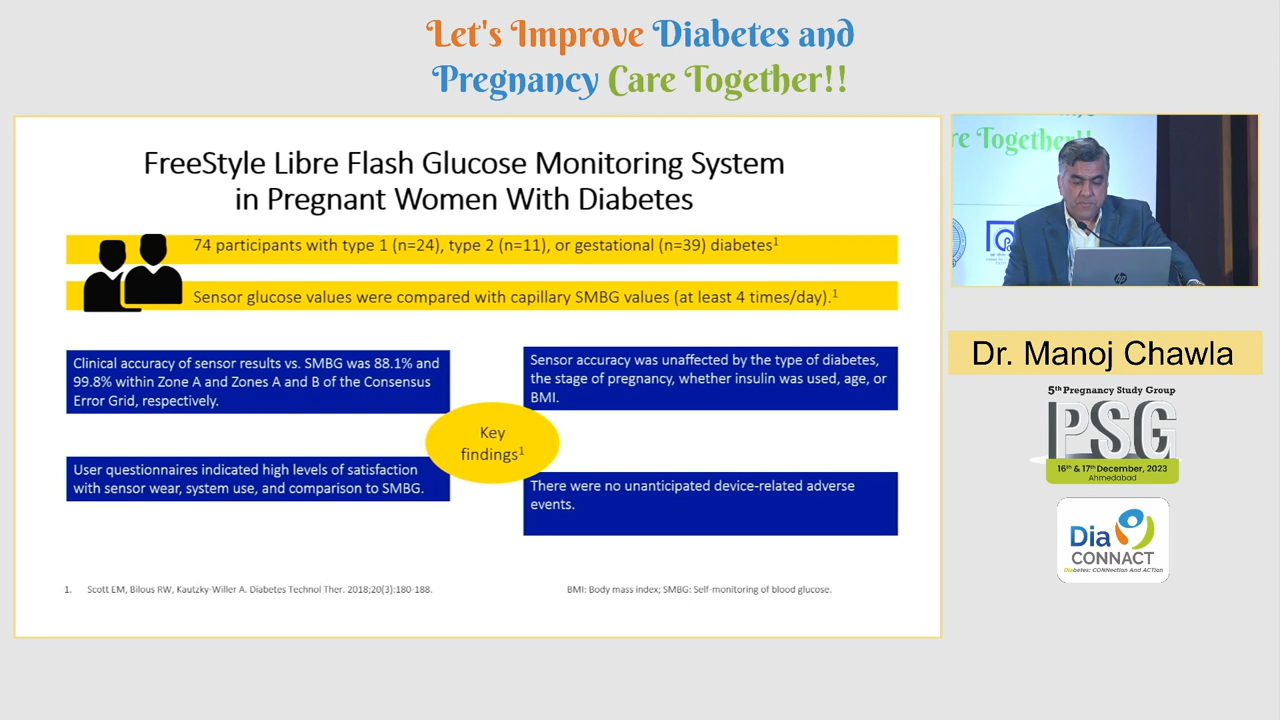 Let's Improve Diabetes and
Pregnancy Care Together!!
FreeStyle Libre Flash Glucose Monitoring System
in Pregnant Women With Diabetes
74 participants with type 1 (n=24), type 2 (n=11), or gestational (n=39) diabetes¹
Sensor glucose values were compared with capillary SMBG values (at least 4 times/day).¹
Clinical accuracy of sensor results vs. SMBG was 88.1% and
99.8% within Zone A and Zones A and B of the Consensus
Error Grid, respectively.
Sensor accuracy was unaffected by the type of diabetes,
the stage of pregnancy, whether insulin was used, age, or
BMI.
Key
findings¹
User questionnaires indicated high levels of satisfaction
with sensor wear, system use, and comparison to SMBG.
There were no unanticipated device-related adverse
events.
1. Scott EM, Bilous RW, Kautzky-Willer A. Diabetes Technol Ther. 2018;20(3):180-188.
BMI: Body mass index; SMBG: Self-monitoring of blood glucose.
re Together!!
hp
Dr. Manoj Chawla
5th Pregnancy Study Group
PSG
16th & 17th December, 2023
Ahmedabad
Dia
CONNACT
Diabetes: CONNection And ACTion